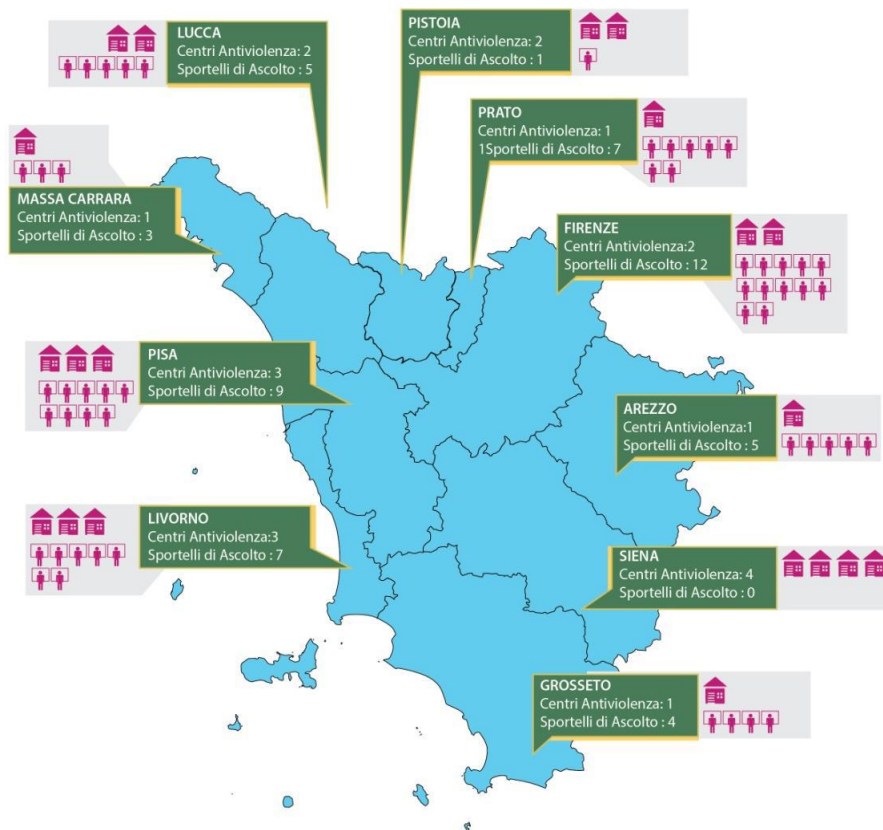 LUCCA
Centri Antiviolenza: 2
Sportelli di Ascolto : 5
PISTOIA
Centri Antiviolenza: 2
Sportelli di Ascolto : 1
PRATO
Centri Antiviolenza: 1
1Sportelli di Ascolto : 7
MASSA CARRARA
Centri Antiviolenza: 1
Sportelli di Ascolto : 3
FIRENZE
Centri Antiviolenza:2
Sportelli di Ascolto : 12
PISA
Centri Antiviolenza: 3
Sportelli di Ascolto : 9
AREZZO
Centri Antiviolenza:1
Sportelli di Ascolto : 5
LIVORNO
Centri Antiviolenza:3
Sportelli di Ascolto : 7
SIENA
Centri Antiviolenza: 4
Sportelli di Ascolto : 0
GROSSETO
Centri Antiviolenza: 1
Sportelli di Ascolto : 4